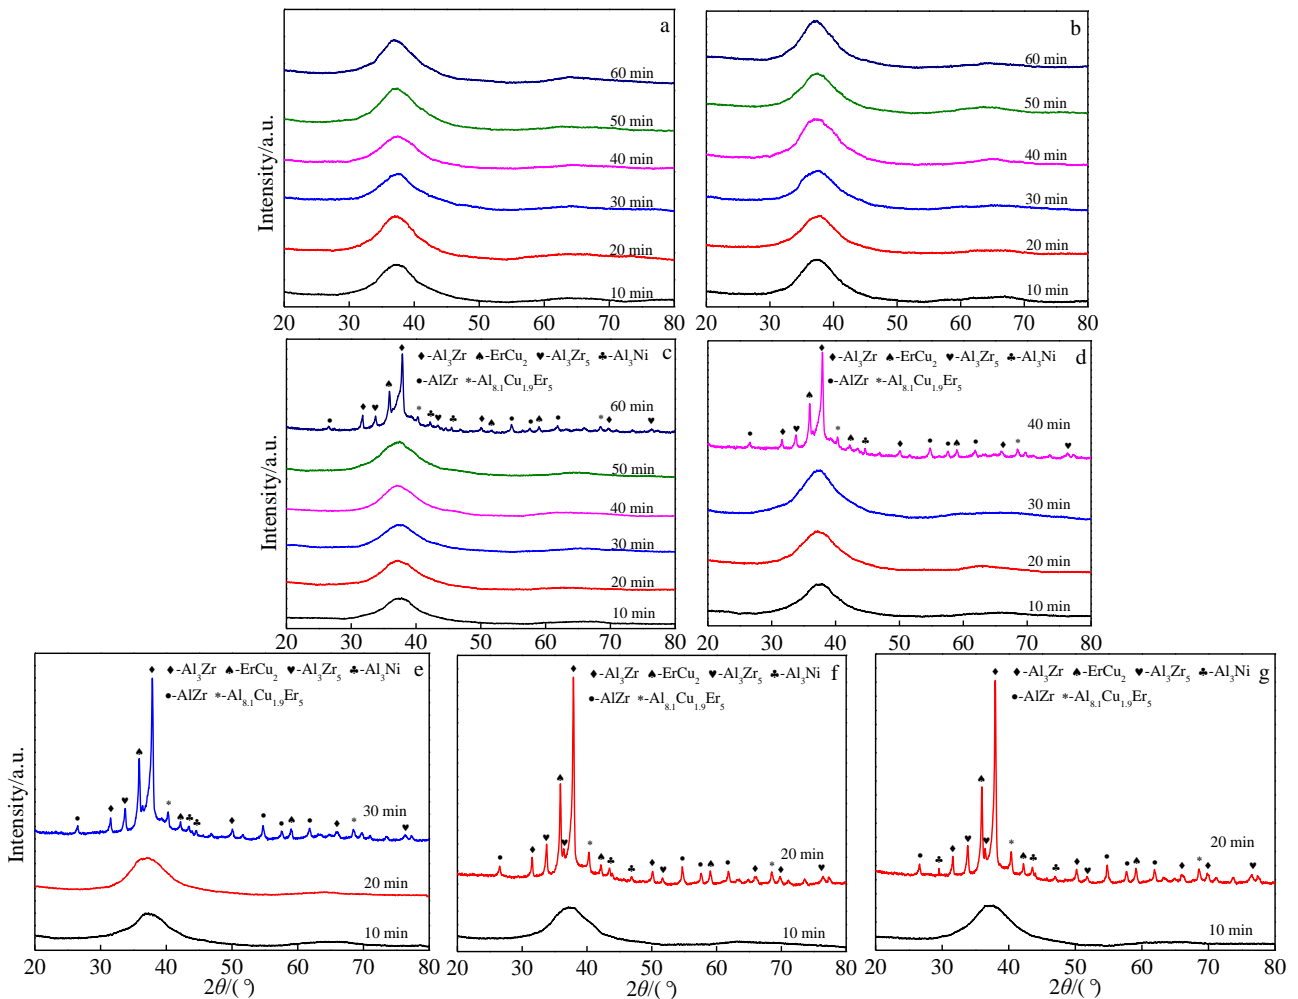 a
60 min
50 min
40 min
30 min
20 min
10 min
Intensity/a.u.
20 30 40 50 60 70 80
b
60 min
50 min
40 min
30 min
20 min
10 min
20 30 40 50 60 70 80
c
♦-Al3Zr ♠-ErCu2 ♥-Al3Zr5 ♣-Al3Ni
●-AlZr *-Al8.1Cu1.9Er5
60 min
50 min
40 min
30 min
20 min
10 min
Intensity/a.u.
20 30 40 50 60 70 80
d
♦-Al3Zr ♠-ErCu2 ♥-Al3Zr5 ♣-Al3Ni
●-AlZr *-Al8.1Cu1.9Er5
40 min
30 min
20 min
10 min
20 30 40 50 60 70 80
e
♦-Al3Zr ♠-ErCu2 ♥-Al3Zr5 ♣-Al3Ni
●-AlZr *-Al8.1Cu1.9Er5
30 min
20 min
10 min
Intensity/a.u.
20 30 40 50 60 70 80
2θ/(°)
f
♦-Al3Zr ♠-ErCu2 ♥-Al3Zr5 ♣-Al3Ni
●-AlZr *-Al8.1Cu1.9Er5
20 min
10 min
20 30 40 50 60 70 80
2θ/(°)
g
♦-Al3Zr ♠-ErCu2 ♥-Al3Zr5 ♣-Al3Ni
●-AlZr *-Al8.1Cu1.9Er5
20 min
10 min
20 30 40 50 60 70 80
2θ/(°)